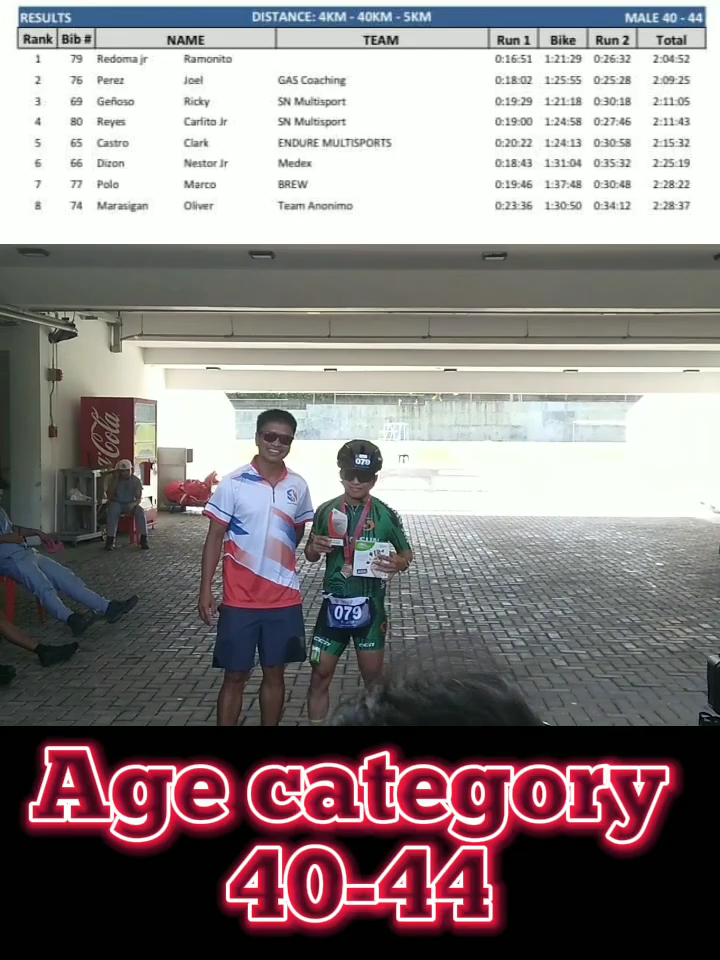 RESULTS DISTANCE: 4KM - 40KM - 5KM MALE 40 - 44
Rank Bib # NAME TEAM Run 1 Bike Run 2 Total
1 79 Redoma jr Ramonito 0:16:51 1:21:29 0:26:32 2:04:52
2 76 Perez Joel GAS Coaching 0:18:02 1:25:55 0:25:28 2:09:25
3 69 Geñoso Ricky SN Multisport 0:19:29 1:21:18 0:30:18 2:11:05
4 80 Reyes Carlito Jr SN Multisport 0:19:00 1:24:58 0:27:46 2:11:43
5 65 Castro Clark ENDURE MULTISPORTS 0:20:22 1:24:13 0:30:58 2:15:32
6 66 Dizon Nestor Jr Medex 0:18:43 1:31:04 0:35:32 2:25:19
7 77 Polo Marco BREW 0:19:46 1:37:48 0:30:48 2:28:22
8 74 Marasigan Oliver Team Anonimo 0:23:36 1:30:50 0:34:12 2:28:37
Coca-Cola
079
079
Age category
40-44